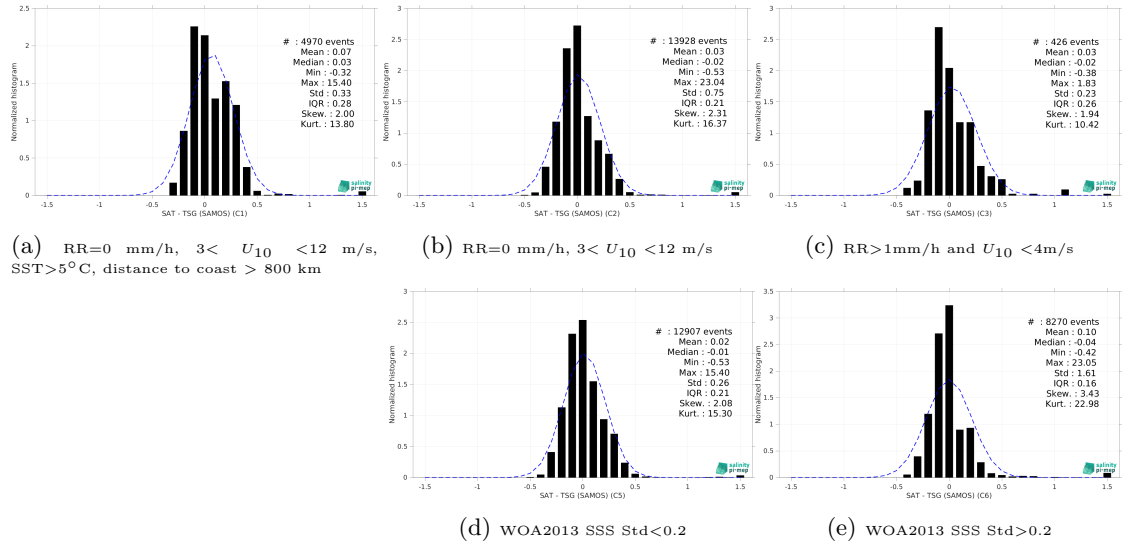 2.5
2
1.5
1
0.5
0
Normalized histogram
# : 4970 events
Mean : 0.07
Median : 0.03
Min : -0.32
Max : 15.40
Std : 0.33
IQR : 0.28
Skew. : 2.00
Kurt. : 13.80
salinity
pi-mep
-1.5 -1 -0.5 0 0.5 1 1.5
SAT - TSG (SAMOS) (C1)
(a) RR=0 mm/h, 3< U10 <12 m/s,
SST>5°C, distance to coast > 800 km
3
2.5
2
1.5
1
0.5
0
Normalized histogram
# : 13928 events
Mean : 0.03
Median : -0.02
Min : -0.53
Max : 23.04
Std : 0.75
IQR : 0.21
Skew. : 2.31
Kurt. : 16.37
salinity
pi-mep
-1.5 -1 -0.5 0 0.5 1 1.5
SAT - TSG (SAMOS) (C2)
(b) RR=0 mm/h, 3< U10 <12 m/s
3
2.5
2
1.5
1
0.5
0
Normalized histogram
# : 426 events
Mean : 0.03
Median : -0.02
Min : -0.38
Max : 1.83
Std : 0.23
IQR : 0.26
Skew. : 1.94
Kurt. : 10.42
salinity
pi-mep
-1.5 -1 -0.5 0 0.5 1 1.5
SAT - TSG (SAMOS) (C3)
(c) RR>1mm/h and U10 <4m/s
3
2.5
2
1.5
1
0.5
0
Normalized histogram
# : 12907 events
Mean : 0.02
Median : -0.01
Min : -0.53
Max : 15.40
Std : 0.26
IQR : 0.21
Skew. : 2.08
Kurt. : 15.30
salinity
pi-mep
-1.5 -1 -0.5 0 0.5 1 1.5
SAT - TSG (SAMOS) (C5)
(d) WOA2013 SSS Std<0.2
3.5
3
2.5
2
1.5
1
0.5
0
Normalized histogram
# : 8270 events
Mean : 0.10
Median : -0.04
Min : -0.42
Max : 23.05
Std : 1.61
IQR : 0.16
Skew. : 3.43
Kurt. : 22.98
salinity
pi-mep
-1.5 -1 -0.5 0 0.5 1 1.5
SAT - TSG (SAMOS) (C6)
(e) WOA2013 SSS Std>0.2